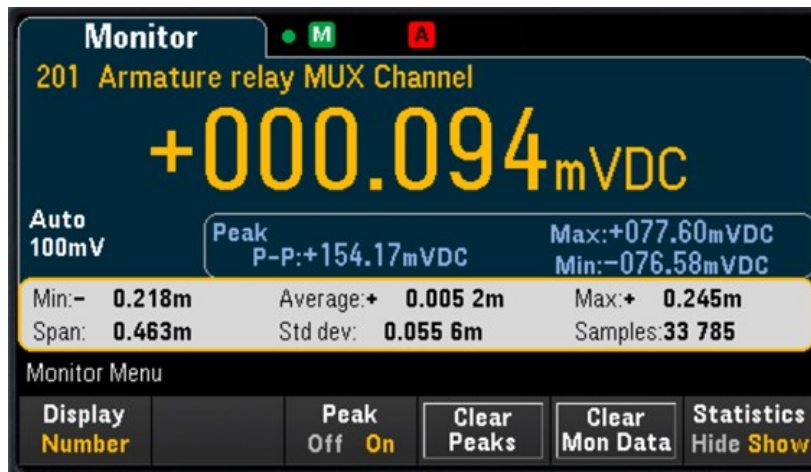 Monitor M A
201 Armature relay MUX Channel
+000.094mVDC
Auto
100mV
Peak
P-P:+154.17mVDC
Max:+077.60mVDC
Min:-076.58mVDC
Min:- 0.218m Average:+ 0.005 2m Max:+ 0.245m
Span: 0.463m Std dev: 0.055 6m Samples:33 785
Monitor Menu
Display
Number
Peak
Off On
Clear
Peaks
Clear
Mon Data
Statistics
Hide Show